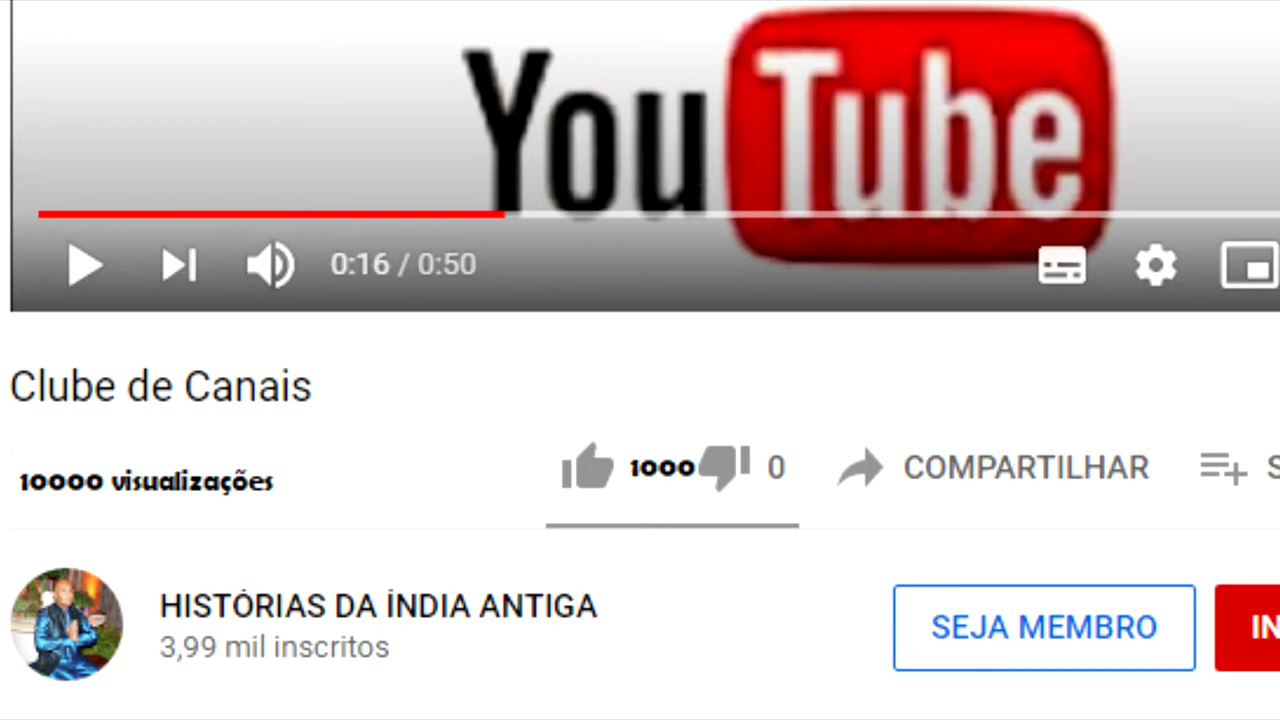 YouTube
0:16 / 0:50
Clube de Canais
10000 visualizações
1000 0 COMPARTILHAR S
HISTÓRIAS DA ÍNDIA ANTIGA
3,99 mil inscritos
SEJA MEMBRO
IN